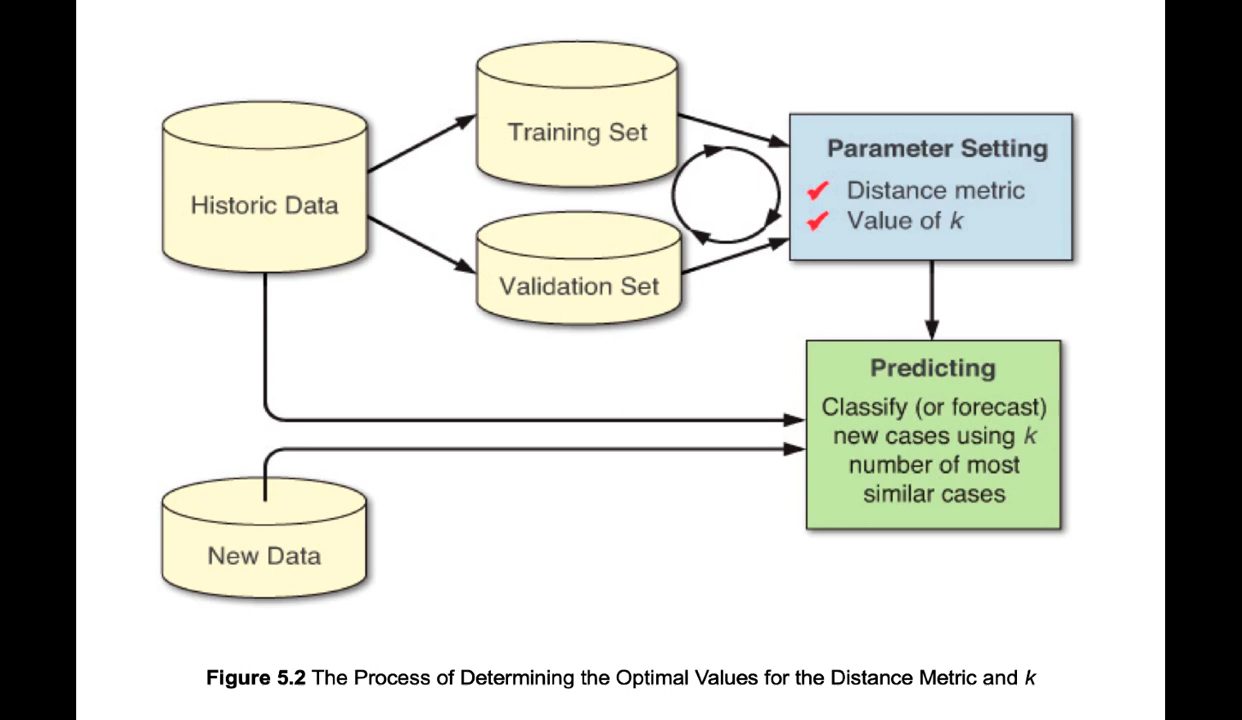 Historic Data
Training Set
Validation Set
Parameter Setting
Distance metric
Value of k
Predicting
Classify (or forecast)
new cases using k
number of most
similar cases
New Data
Figure 5.2 The Process of Determining the Optimal Values for the Distance Metric and k